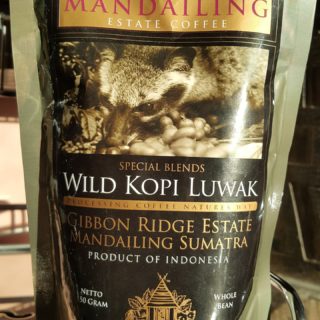 MANDAILING
ESTATE COFFEE
SPECIAL BLENDS
WILD KOPI LUWAK
PROCESSING COFFEE NATURES WAY
GIBBON RIDGE ESTATE
MANDAILING SUMATRA
PRODUCT OF INDONESIA
NETTO
50 GRAM
WHOLE
BEAN